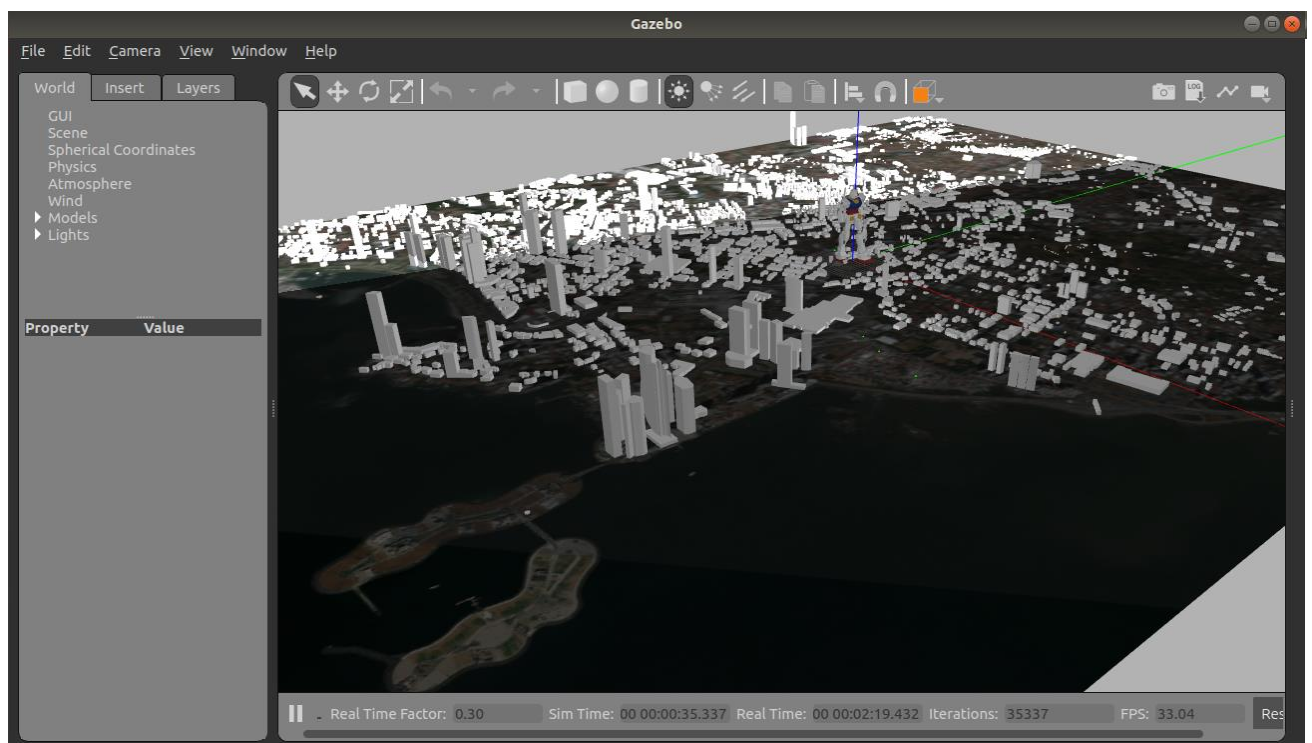 Gazebo
File Edit Camera View Window Help
World Insert Layers
LOG
GUI
Scene
Spherical Coordinates
Physics
Atmosphere
Wind
Models
Lights
Property Value
Real Time Factor: 0.30 Sim Time: 00 00:00:35.337 Real Time: 00 00:02:19.432 Iterations: 35337 FPS: 33.04 Res